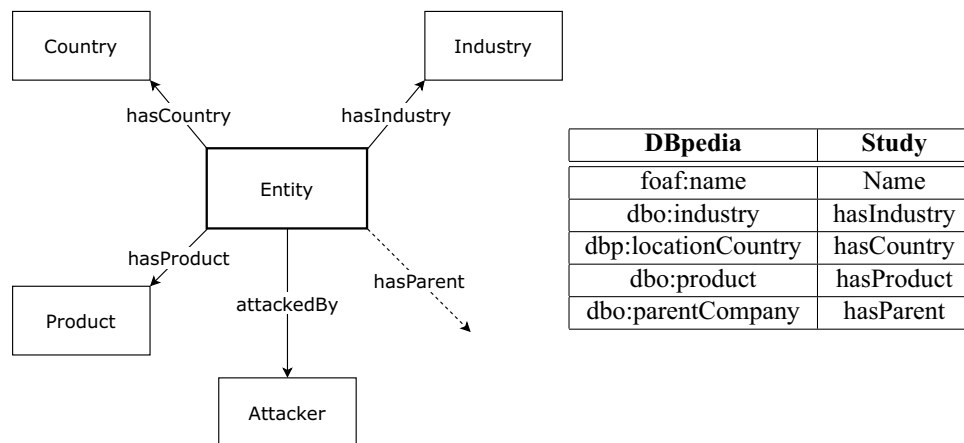 Country
Industry
hasCountry
hasIndustry
Entity
hasProduct
hasParent
attackedBy
Product
Attacker
DBpedia Study
foaf:name Name
dbo:industry hasIndustry
dbp:locationCountry hasCountry
dbo:product hasProduct
dbo:parentCompany hasParent